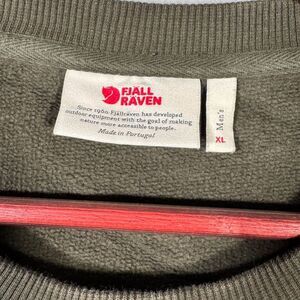 FJÄLL
RÄVEN
Since 1960 Fjällräven has developed
outdoor equipment with the goal of making
nature more accessible to people.
Made in Portugal
Men's
XL